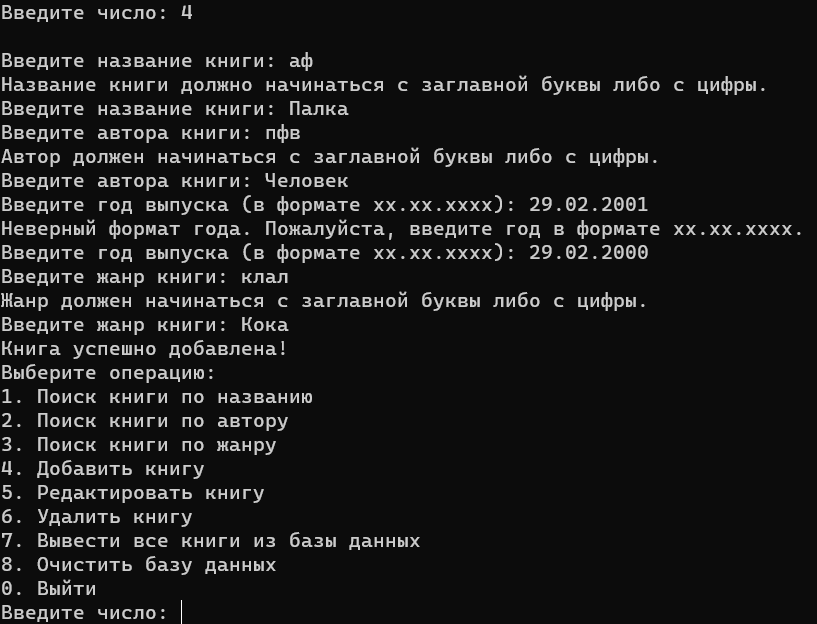 Введите число: 4
Введите название книги: аф
Название книги должно начинаться с заглавной буквы либо с цифры.
Введите название книги: Палка
Введите автора книги: пфв
Автор должен начинаться с заглавной буквы либо с цифры.
Введите автора книги: Человек
Введите год выпуска (в формате xx.xx.xxxx): 29.02.2001
Неверный формат года. Пожалуйста, введите год в формате xx.xx.xxxx.
Введите год выпуска (в формате xx.xx.xxxx): 29.02.2000
Введите жанр книги: клал
Жанр должен начинаться с заглавной буквы либо с цифры.
Введите жанр книги: Кока
Книга успешно добавлена!
Выберите операцию:
1. Поиск книги по названию
2. Поиск книги по автору
3. Поиск книги по жанру
4. Добавить книгу
5. Редактировать книгу
6. Удалить книгу
7. Вывести все книги из базы данных
8. Очистить базу данных
0. Выйти
Введите число: